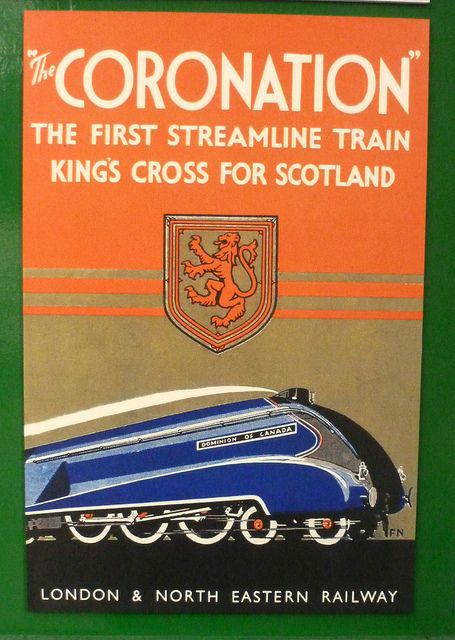 "The CORONATION"
THE FIRST STREAMLINE TRAIN
KING'S CROSS FOR SCOTLAND
DOMINION OF CANADA
FN
LONDON & NORTH EASTERN RAILWAY